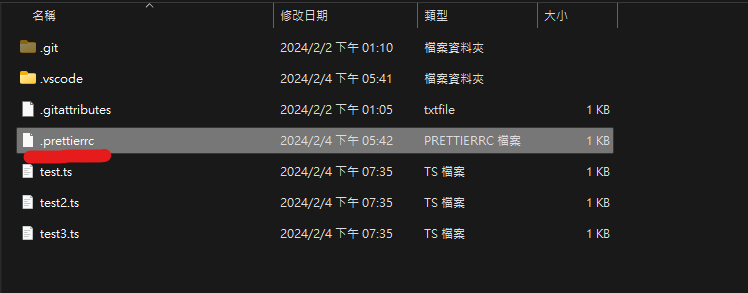 名稱 修改日期 類型 大小
.git 2024/2/2 下午 01:10 檔案資料夾
.vscode 2024/2/4 下午 05:41 檔案資料夾
.gitattributes 2024/2/2 下午 01:05 txtfile 1 KB
.prettierrc 2024/2/4 下午 05:42 PRETTIERRC 檔案 1 KB
test.ts 2024/2/4 下午 07:35 TS 檔案 1 KB
test2.ts 2024/2/4 下午 07:35 TS 檔案 1 KB
test3.ts 2024/2/4 下午 07:35 TS 檔案 1 KB